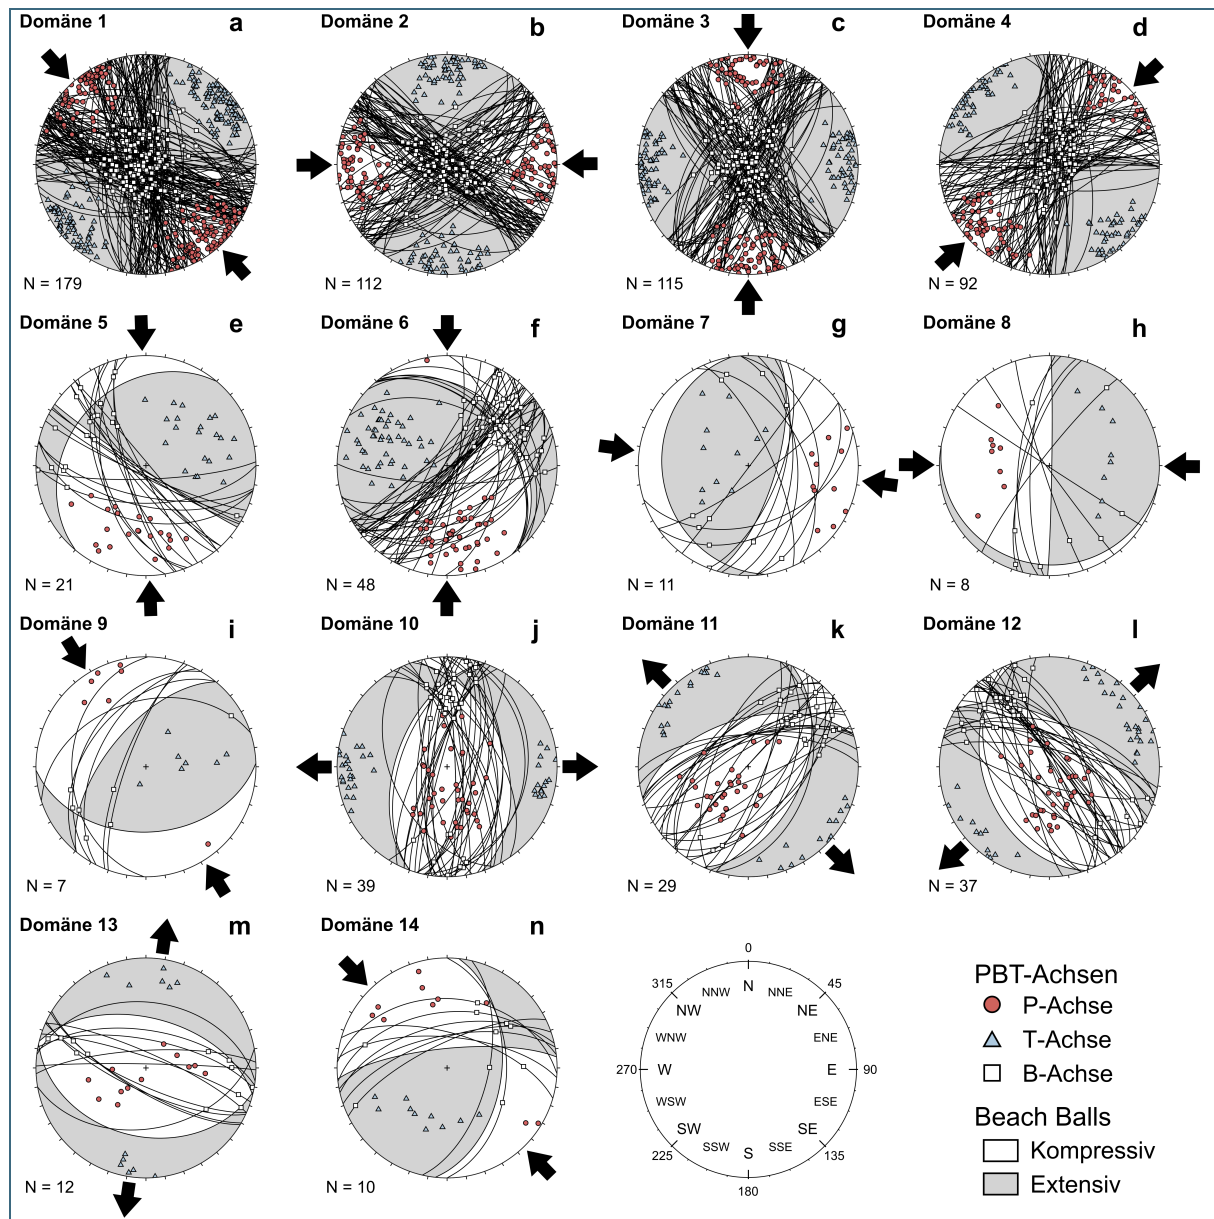 Domäne 1 a
Domäne 2 b
Domäne 3 c
Domäne 4 d
N = 179
N = 112
N = 115
N = 92
Domäne 5 e
Domäne 6 f
Domäne 7 g
Domäne 8 h
N = 21
N = 48
N = 11
N = 8
Domäne 9 i
Domäne 10 j
Domäne 11 k
Domäne 12 l
N = 7
N = 39
N = 29
N = 37
Domäne 13 m
Domäne 14 n
N = 12
N = 10
0
315 NNW N NNE 45
NW NE
WNW ENE
270 W E 90
WSW ESE
SW SE
225 SSW S SSE 135
180
PBT-Achsen
P-Achse
T-Achse
B-Achse
Beach Balls
Kompressiv
Extensiv